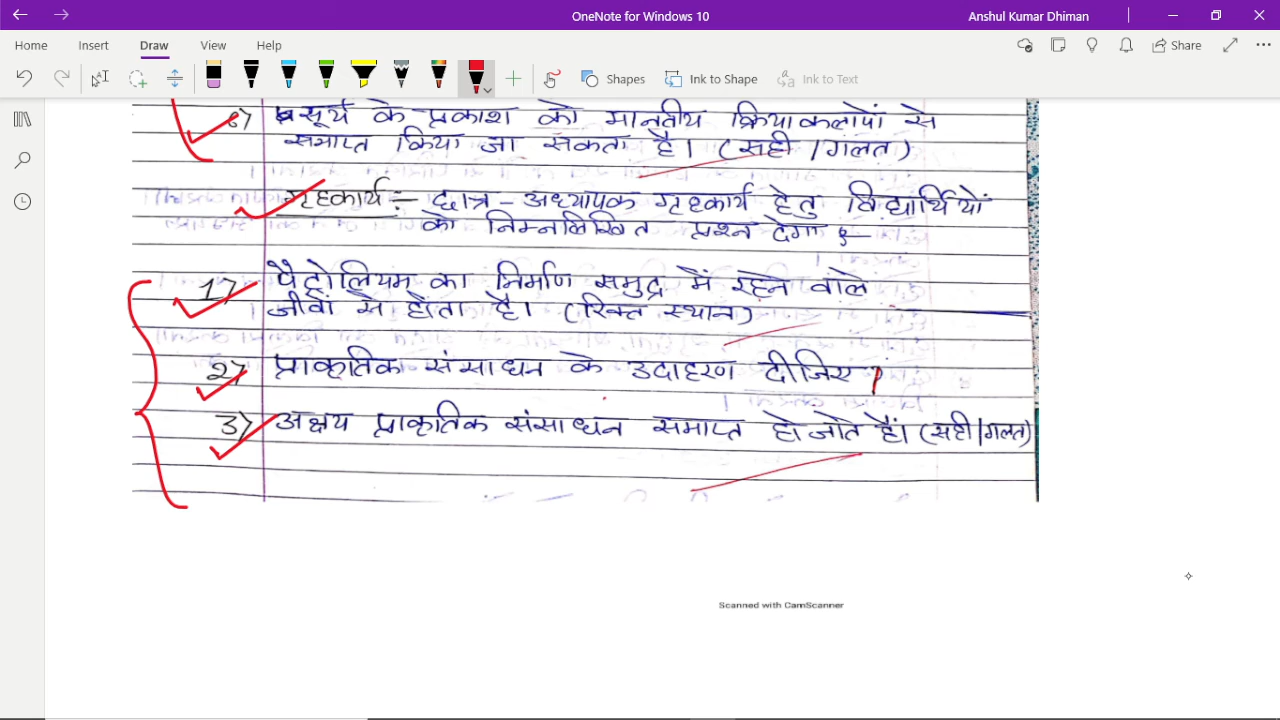 OneNote for Windows 10
Anshul Kumar Dhiman
Home Insert Draw View Help
Share
Shapes Ink to Shape Ink to Text
सूर्य के प्रकाश को मानवीय क्रियाकलापों से
समाप्त किया जा सकता है। (सही / गलत)
गृहकार्य :- छात्र - अध्यापक गृहकार्य हेतु विद्यार्थियों
को निम्नलिखित प्रश्न देगा :-
1) पैट्रोलियम का निर्माण समुद्र में रहने वाले
जीवों से होता है। (रिक्त स्थान)
2) प्राकृतिक संसाधन के उदाहरण दीजिए।
3) अक्षय प्राकृतिक संसाधन समाप्त हो जाते हैं। (सही/गलत)
Scanned with CamScanner